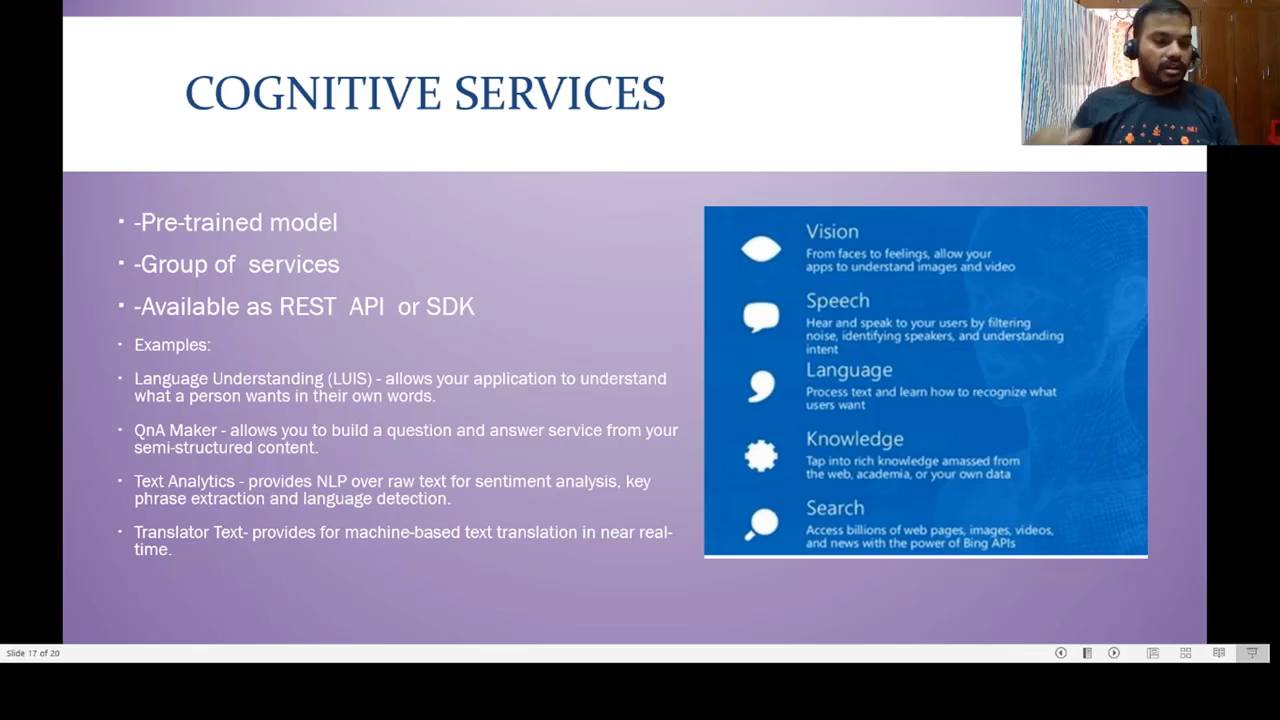 COGNITIVE SERVICES
-Pre-trained model
-Group of services
-Available as REST API or SDK
Examples:
Language Understanding (LUIS) - allows your application to understand
what a person wants in their own words.
QnA Maker - allows you to build a question and answer service from your
semi-structured content.
Text Analytics - provides NLP over raw text for sentiment analysis, key
phrase extraction and language detection.
Translator Text- provides for machine-based text translation in near real-
time.
Vision
From faces to feelings, allow your
apps to understand images and video
Speech
Hear and speak to your users by filtering
noise, identifying speakers, and understanding
intent
Language
Process text and learn how to recognize what
users want
Knowledge
Tap into rich knowledge amassed from
the web, academia, or your own data
Search
Access billions of web pages, images, videos,
and news with the power of Bing APIs
Slide 17 of 20